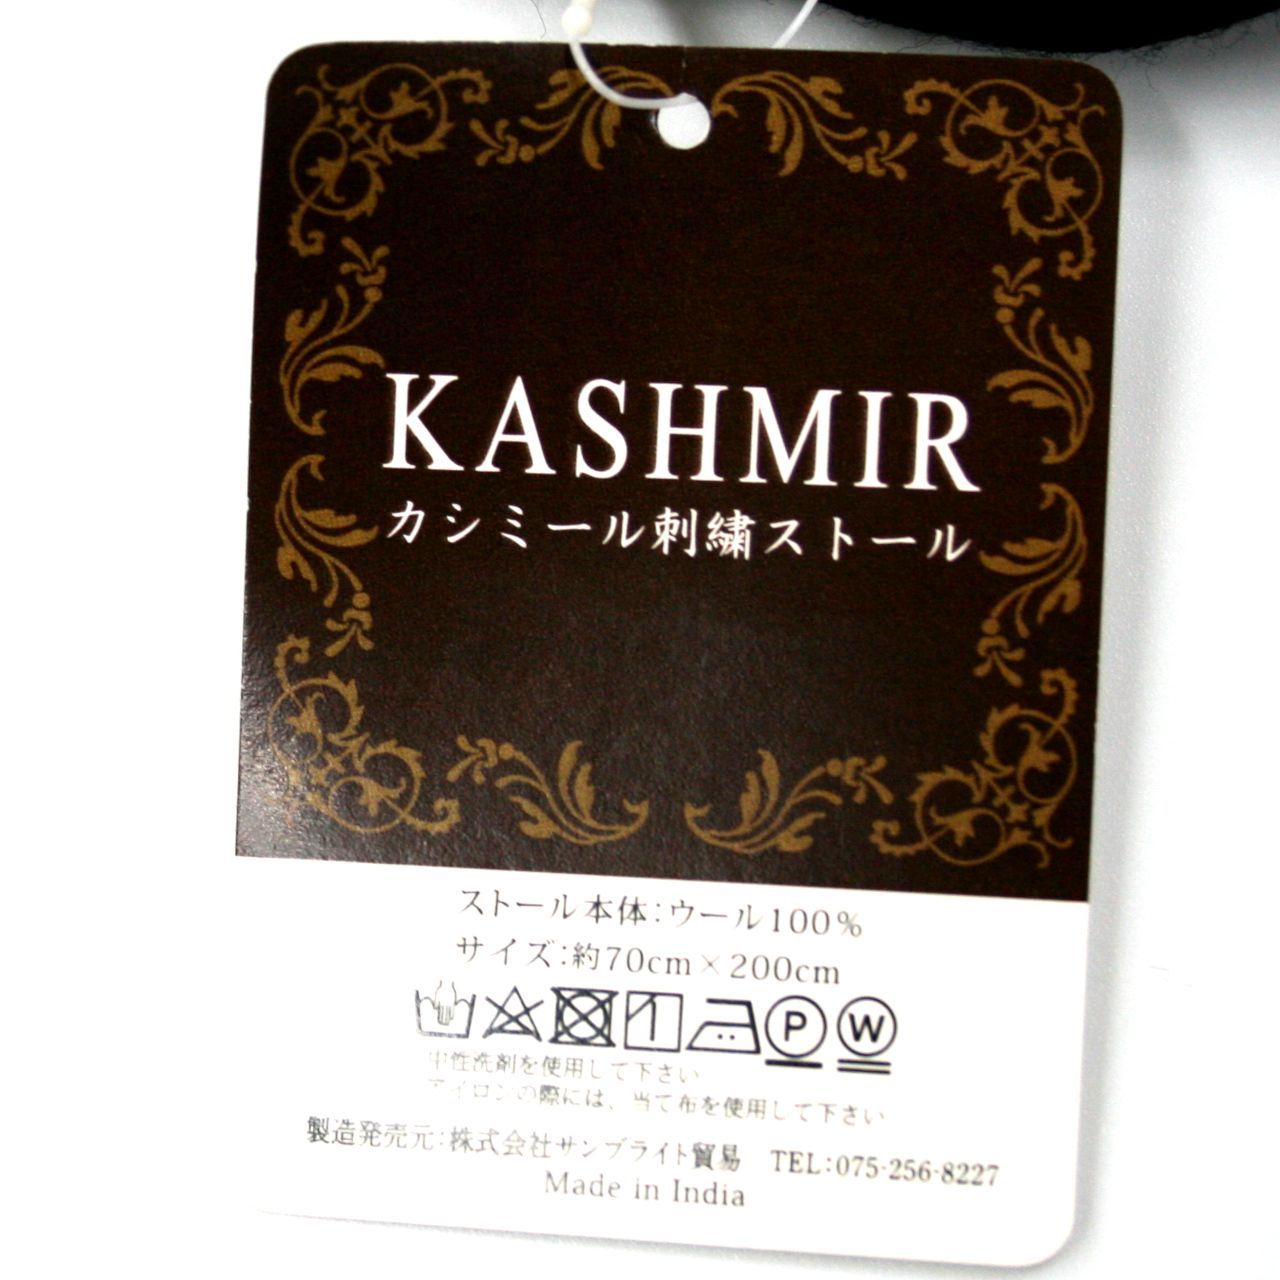 KASHMIR
カシミール刺繍ストール
ストール本体:ウール100%
サイズ:約70cm×200cm
P W
中性洗剤を使用して下さい
アイロンの際には、当て布を使用して下さい
製造発売元:株式会社サンブライト貿易 TEL:075-256-8227
Made in India